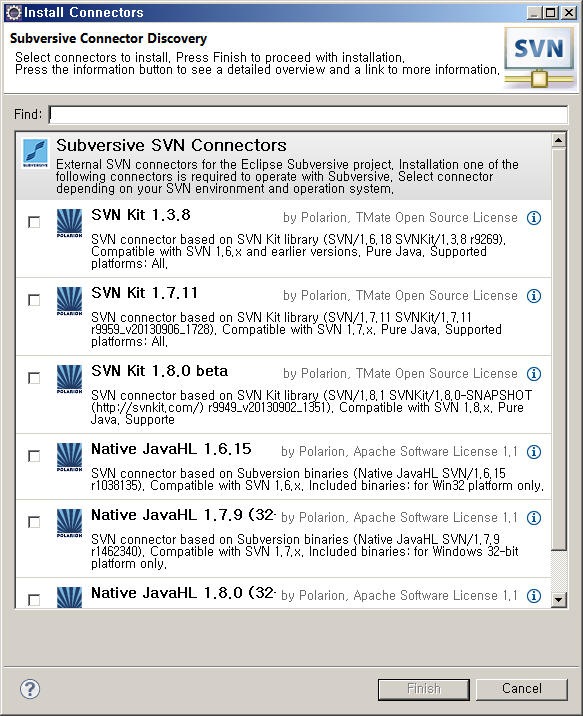 Install Connectors
Subversive Connector Discovery
Select connectors to install. Press Finish to proceed with installation.
Press the information button to see a detailed overview and a link to more information.
SVN
Find:
SUBVERSIVE
Subversive SVN Connectors
External SVN connectors for the Eclipse Subversive project. Installation one of the
following connectors is required to operate with Subversive. Select connector
depending on your SVN environment and operation system.
POLARION
SVN Kit 1.3.8
by Polarion, TMate Open Source License
SVN connector based on SVN Kit library (SVN/1.6.18 SVNKit/1.3.8 r9269).
Compatible with SVN 1.6.x and earlier versions. Pure Java. Supported
platforms: All.
POLARION
SVN Kit 1.7.11
by Polarion, TMate Open Source License
SVN connector based on SVN Kit library (SVN/1.7.11 SVNKit/1.7.11
r9959_v20130906_1728). Compatible with SVN 1.7.x. Pure Java. Supported
platforms: All.
POLARION
SVN Kit 1.8.0 beta
by Polarion, TMate Open Source License
SVN connector based on SVN Kit library (SVN/1.8.1 SVNKit/1.8.0-SNAPSHOT
(http://svnkit.com/) r9949_v20130902_1351). Compatible with SVN 1.8.x. Pure
Java. Supporte
POLARION
Native JavaHL 1.6.15
by Polarion, Apache Software License 1.1
SVN connector based on Subversion binaries (Native JavaHL SVN/1.6.15
r1038135). Compatible with SVN 1.6.x. Included binaries: for Win32 platform only.
POLARION
Native JavaHL 1.7.9 (32-
by Polarion, Apache Software License 1.1
SVN connector based on Subversion binaries (Native JavaHL SVN/1.7.9
r1462340). Compatible with SVN 1.7.x. Included binaries: for Windows 32-bit
platform only.
Native JavaHL 1.8.0 (32-
by Polarion, Apache Software License 1.1
Finish
Cancel